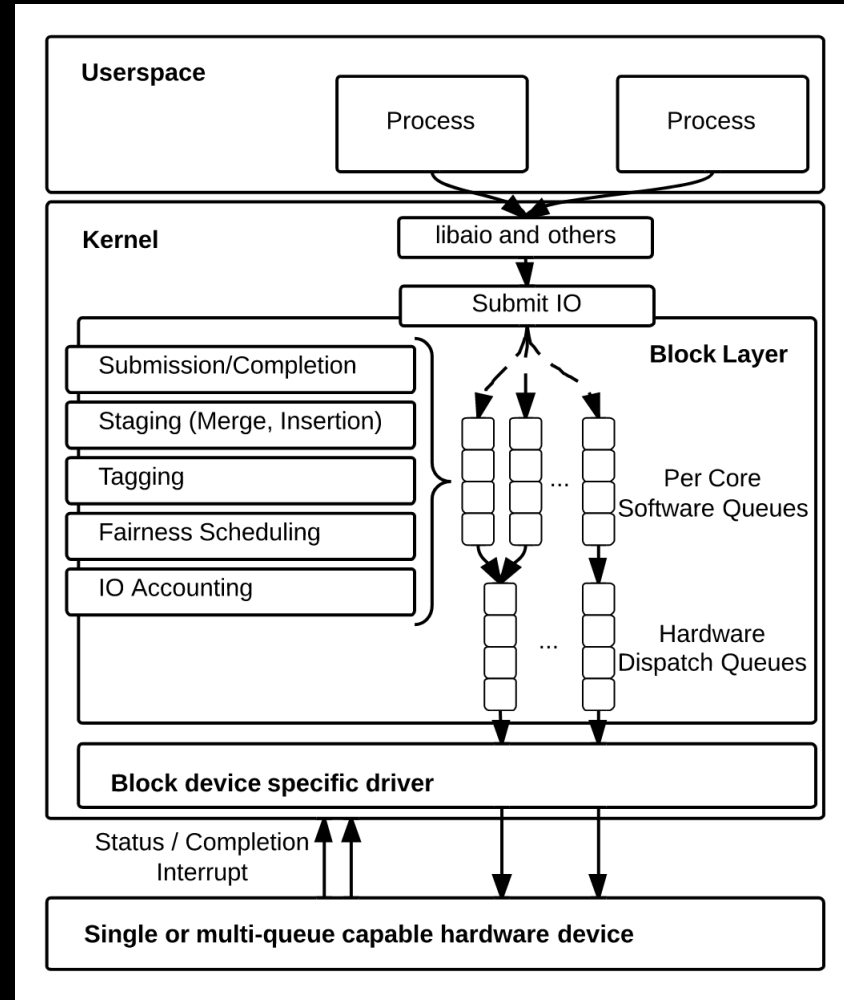 Userspace
Process
Process
Kernel
libaio and others
Submit IO
Block Layer
Submission/Completion
Staging (Merge, Insertion)
Tagging
Fairness Scheduling
IO Accounting
...
Per Core
Software Queues
...
Hardware
Dispatch Queues
Block device specific driver
Status / Completion
Interrupt
Single or multi-queue capable hardware device